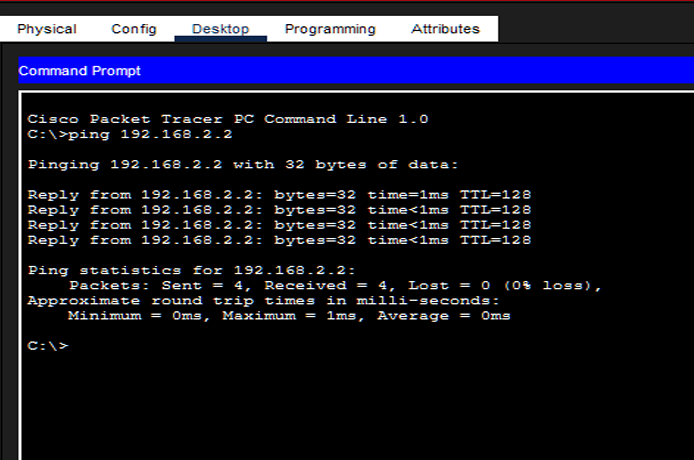 Physical Config Desktop Programming Attributes
Command Prompt
Cisco Packet Tracer PC Command Line 1.0
C:\>ping 192.168.2.2
Pinging 192.168.2.2 with 32 bytes of data:
Reply from 192.168.2.2: bytes=32 time=1ms TTL=128
Reply from 192.168.2.2: bytes=32 time<1ms TTL=128
Reply from 192.168.2.2: bytes=32 time<1ms TTL=128
Reply from 192.168.2.2: bytes=32 time<1ms TTL=128
Ping statistics for 192.168.2.2:
Packets: Sent = 4, Received = 4, Lost = 0 (0% loss),
Approximate round trip times in milli-seconds:
Minimum = 0ms, Maximum = 1ms, Average = 0ms
C:\>